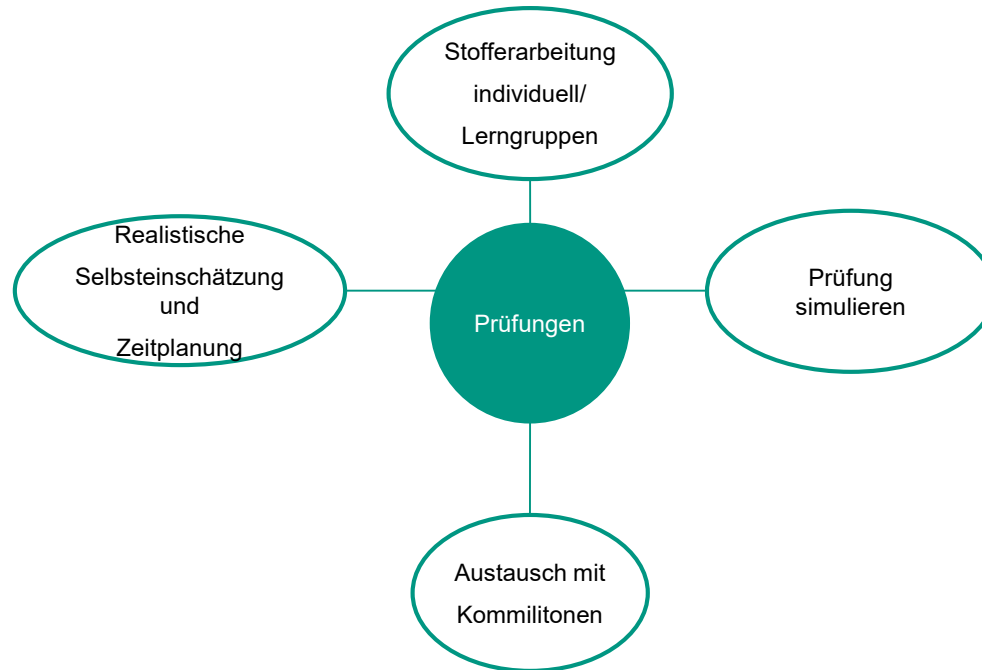 Stofferarbeitung
individuell/
Lerngruppen
Realistische
Selbsteinschätzung
und
Zeitplanung
Prüfungen
Prüfung
simulieren
Austausch mit
Kommilitonen